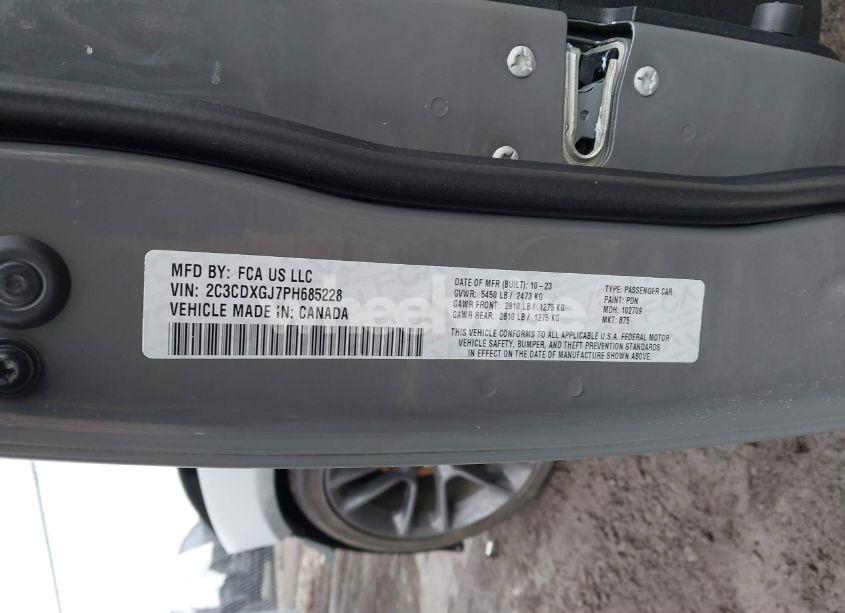 MFD BY: FCA US LLC
VIN: 2C3CDXGJ7PH685228
VEHICLE MADE IN: CANADA
DATE OF MFR (BUILT): 10-23
GVWR: 5450 LB / 2473 KG
GAWR FRONT: 2810 LB / 1275 KG
GAWR REAR: 2810 LB / 1275 KG
TYPE: PASSENGER CAR
PAINT: PDN
MDH: 102709
MKT: 875
THIS VEHICLE CONFORMS TO ALL APPLICABLE U.S.A. FEDERAL MOTOR
VEHICLE SAFETY, BUMPER, AND THEFT PREVENTION STANDARDS
IN EFFECT ON THE DATE OF MANUFACTURE SHOWN ABOVE.